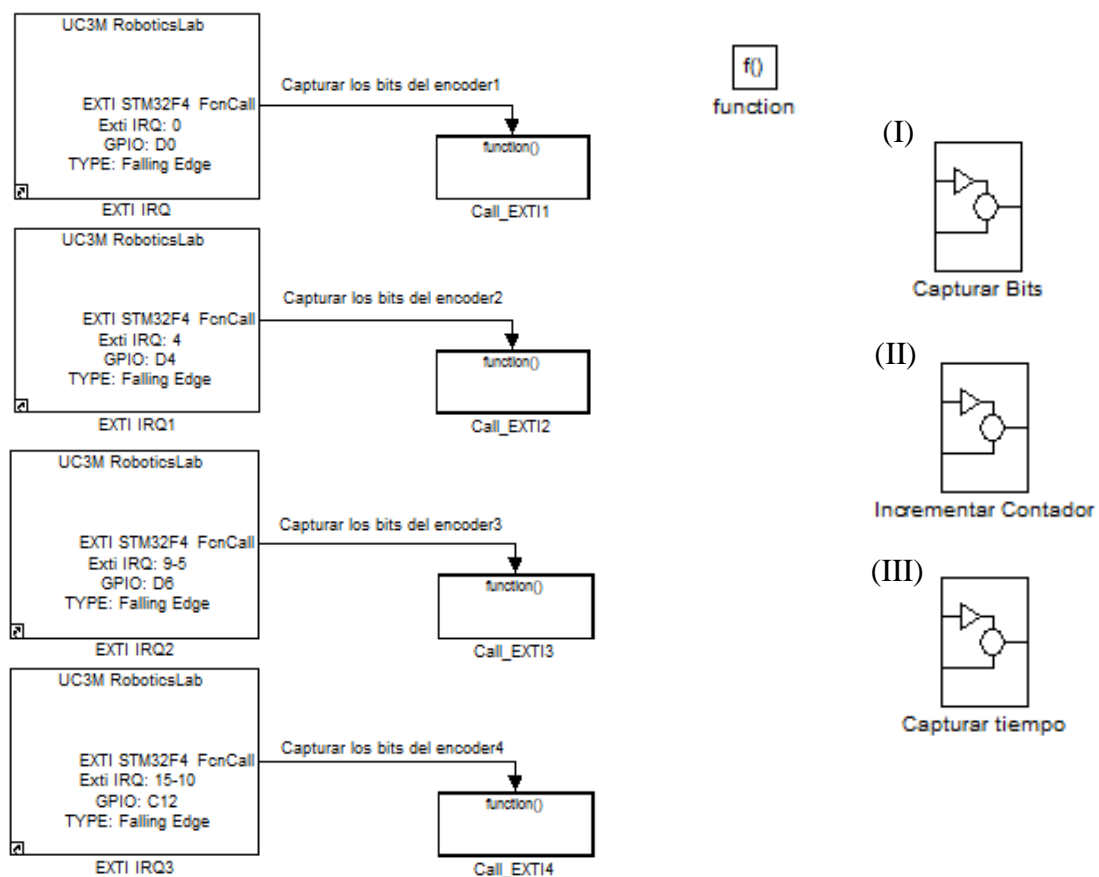 UC3M RoboticsLab
EXTI STM32F4 FcnCall
Exti IRQ: 0
GPIO: D0
TYPE: Falling Edge
EXTI IRQ
Capturar los bits del encoder1
function()
Call_EXTI1
UC3M RoboticsLab
EXTI STM32F4 FcnCall
Exti IRQ: 4
GPIO: D4
TYPE: Falling Edge
EXTI IRQ1
Capturar los bits del encoder2
function()
Call_EXTI2
UC3M RoboticsLab
EXTI STM32F4 FcnCall
Exti IRQ: 9-5
GPIO: D6
TYPE: Falling Edge
EXTI IRQ2
Capturar los bits del encoder3
function()
Call_EXTI3
UC3M RoboticsLab
EXTI STM32F4 FcnCall
Exti IRQ: 15-10
GPIO: C12
TYPE: Falling Edge
EXTI IRQ3
Capturar los bits del encoder4
function()
Call_EXTI4
f()
function
(I)
Capturar Bits
(II)
Incrementar Contador
(III)
Capturar tiempo